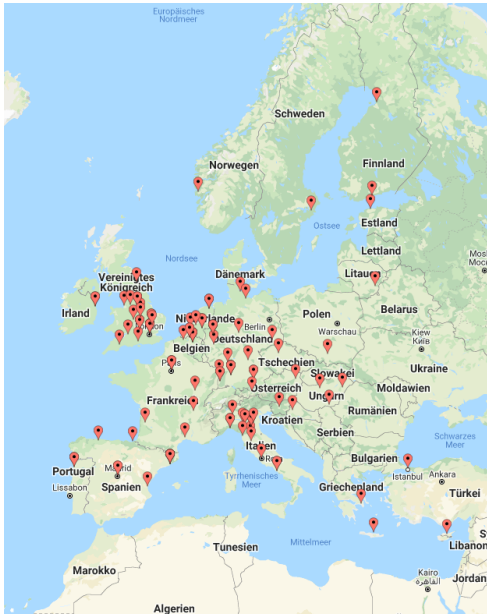 Europäisches
Nordmeer
Schweden
Norwegen
Finnland
Ostsee
Estland
Nordsee
Lettland
Dänemark
Litauen
Vereinigtes
Königreich
Irland
Niederlande
Berlin
Polen
Belarus
Warschau
Deutschland
Belgien
Kiew
Київ
Tschechien
Paris
Slowakei
Ukraine
Österreich
Ungarn
Moldawien
Frankreich
Rumänien
Kroatien
Serbien
Italien
Rom
Bulgarien
Schwarzes
Meer
Portugal
Madrid
Spanien
Lissabon
Tyrrhenisches
Meer
Griechenland
Istanbul
Ankara
Türkei
Mittelmeer
Libanon
Tunesien
Marokko
Kairo
القاهرة
Jordan
Algerien